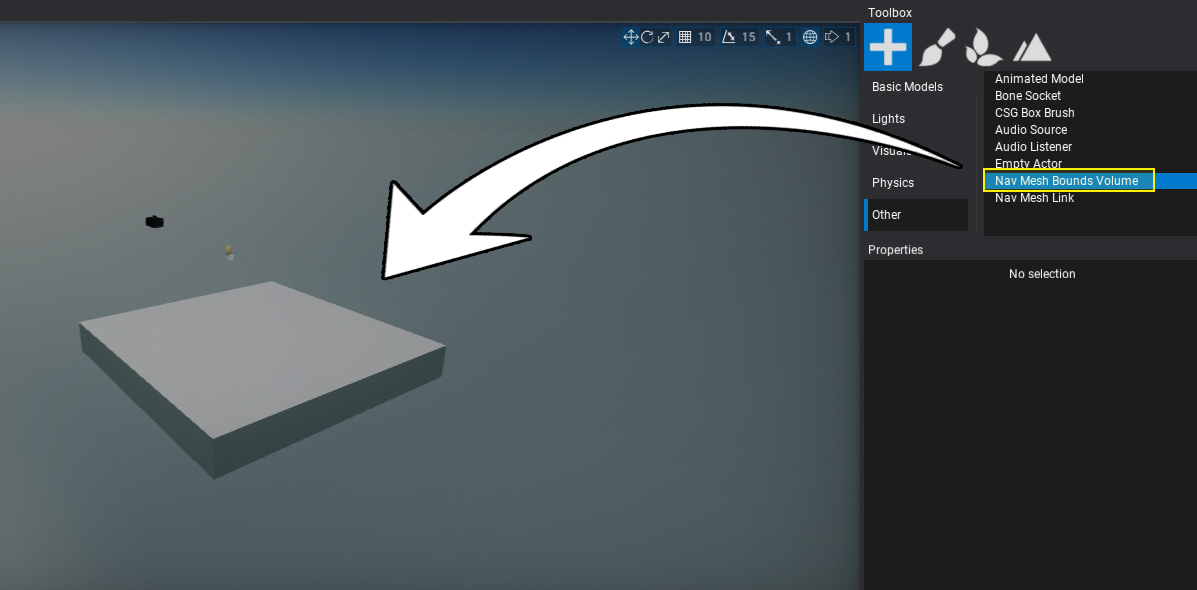 Toolbox
10 15 1 1
Basic Models
Lights
Visuals
Physics
Other
Animated Model
Bone Socket
CSG Box Brush
Audio Source
Audio Listener
Empty Actor
Nav Mesh Bounds Volume
Nav Mesh Link
Properties
No selection